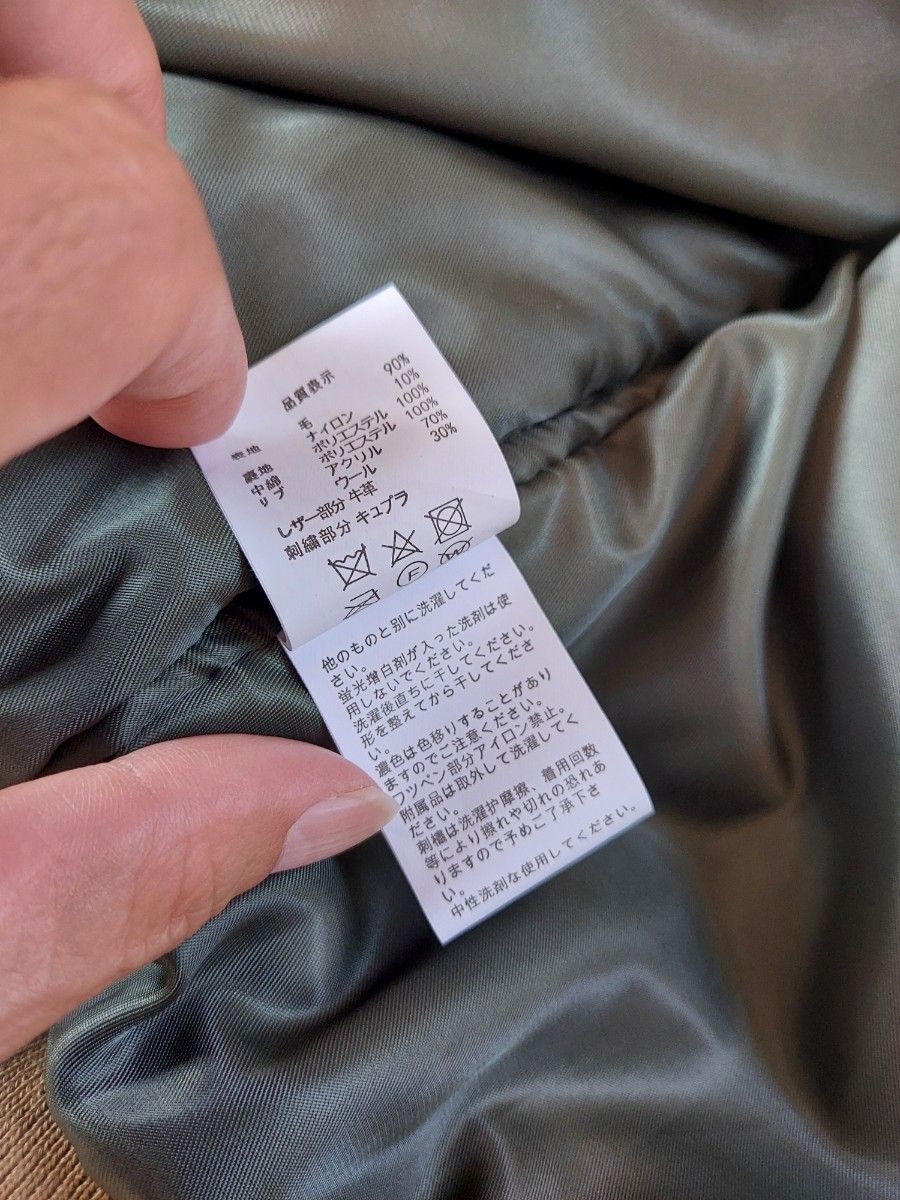 品質表示
表地 毛 90%
ナイロン 10%
裏地 ポリエステル 100%
中綿 ポリエステル 100%
リブ アクリル 70%
ウール 30%
レザー部分 牛革
刺繍部分 キュプラ
F
W
他のものと別に洗濯してくだ
さい。
蛍光増白剤が入った洗剤は使
用しないでください。
洗濯後直ちに干してください。
形を整えてから干してくださ
い。
濃色は色移りすることがあり
ますのでご注意ください。
ワツペン部分アイロン禁止。
附属品は取外して洗濯してく
ださい。
刺繍は洗濯护摩擦、着用回数
等により擦れや切れの恐れあ
りますので予めご了承下さ
い。
中性洗剤な使用してください。